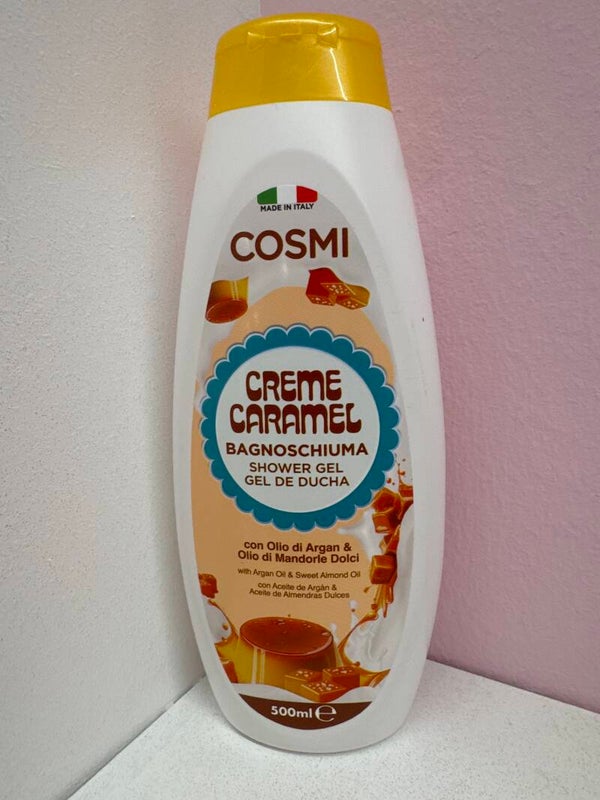 MADE IN ITALY
COSMI
CREME
CARAMEL
BAGNOSCHIUMA
SHOWER GEL
GEL DE DUCHA
con Olio di Argan &
Olio di Mandorle Dolci
with Argan Oil & Sweet Almond Oil
con Aceite de Argàn &
Aceite de Almendras Dulces
500ml ℮